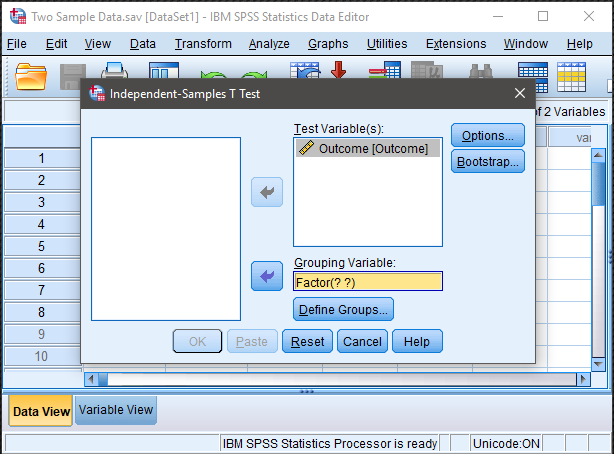 Two Sample Data.sav [DataSet1] - IBM SPSS Statistics Data Editor
File Edit View Data Transform Analyze Graphs Utilities Extensions Window Help
Independent-Samples T Test
of 2 Variables
Test Variable(s):
Outcome [Outcome]
Options...
Bootstrap...
Grouping Variable:
Factor(? ?)
Define Groups...
OK Paste Reset Cancel Help
var
1
2
3
4
5
6
7
8
9
10
Data View Variable View
IBM SPSS Statistics Processor is ready Unicode:ON